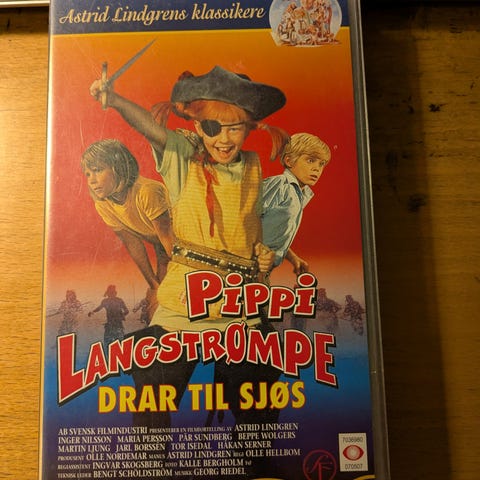 Astrid Lindgrens klassikere
PIPPI
LANGSTRØMPE
DRAR TIL SJØS
AB SVENSK FILMINDUSTRI PRESENTERER EN FILMFORTELLING AV ASTRID LINDGREN
INGER NILSSON MARIA PERSSON PÄR SUNDBERG BEPPE WOLGERS
MARTIN LJUNG JARL BORSSÉN TOR ISEDAL HÅKAN SERNER
PRODUSENT OLLE NORDEMAR MANUS ASTRID LINDGREN REGI OLLE HELLBOM
REGIASSISTENT INGVAR SKOGSBERG FOTO KALLE BERGHOLM FSF
TEKNISK LEDER BENGT SCHÖLDSTRÖM MUSIKK GEORG RIEDEL
7036980
070507